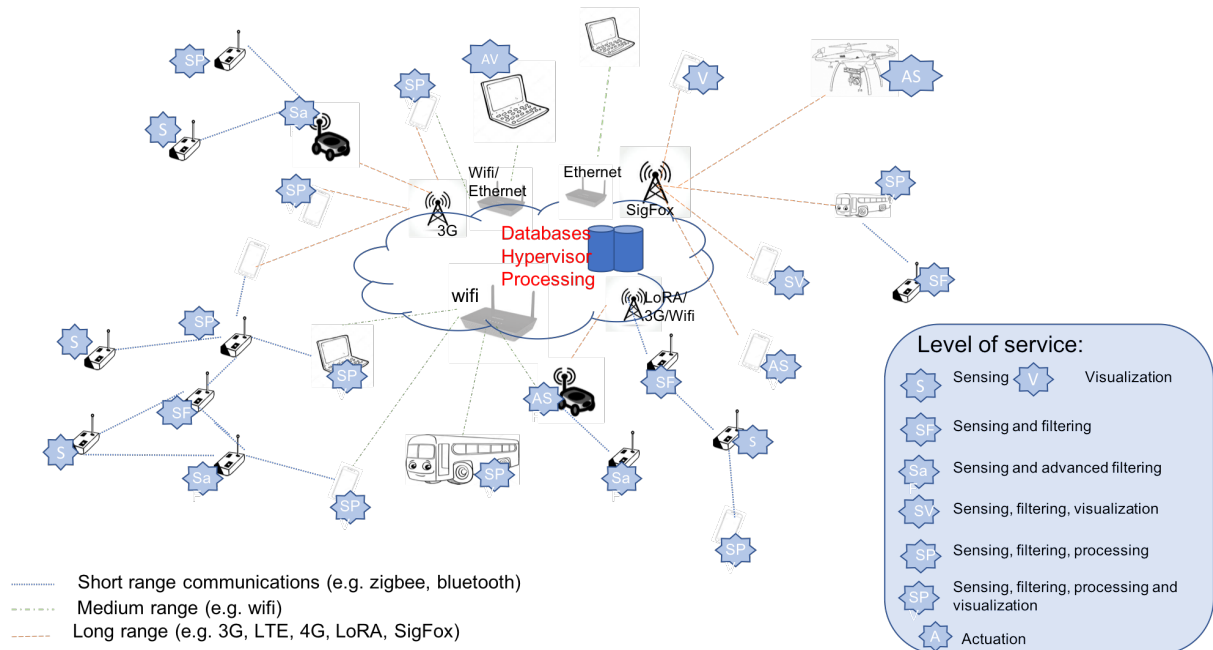 SP
AV
SP
V
AS
Sa
S
SP
Wifi/
Ethernet
Ethernet
SP
3G
SigFox
Databases
Hypervisor
Processing
SV
SF
wifi
LoRA/
3G/Wifi
SF
S
SP
SF
AS
SF
AS
S
S
Sa
SP
SP
Sa
SP
Level of service:
S Sensing V Visualization
SF Sensing and filtering
Sa Sensing and advanced filtering
SV Sensing, filtering, visualization
SP Sensing, filtering, processing
SP Sensing, filtering, processing and
visualization
A Actuation
Short range communications (e.g. zigbee, bluetooth)
Medium range (e.g. wifi)
Long range (e.g. 3G, LTE, 4G, LoRA, SigFox)